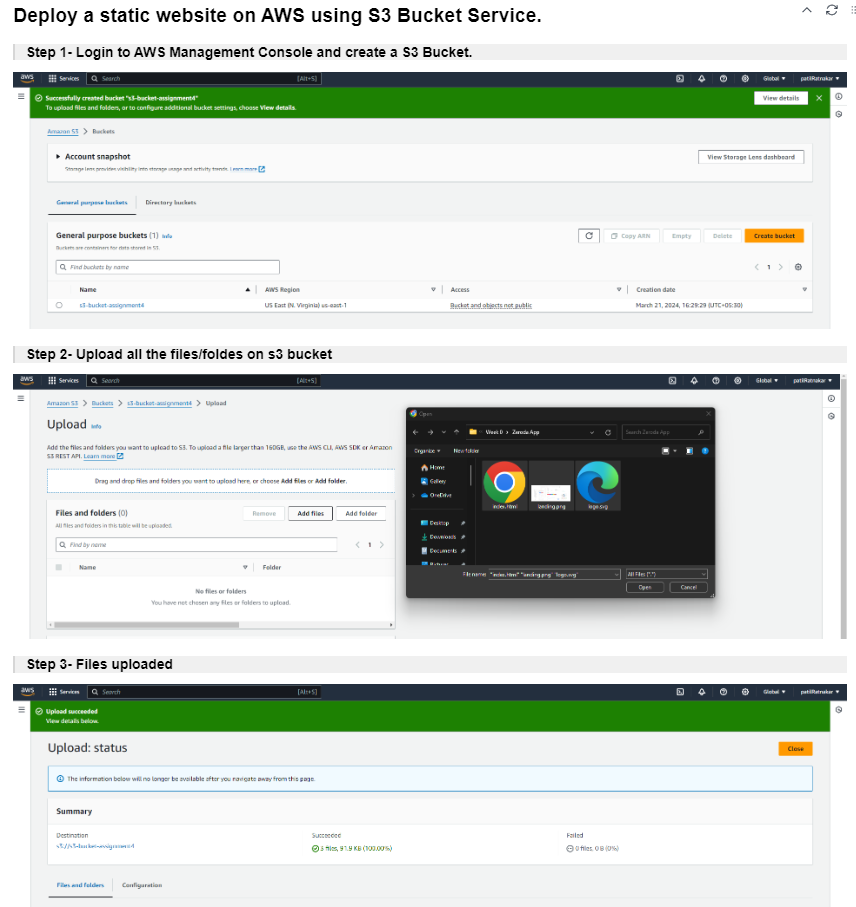 Deploy a static website on AWS using S3 Bucket Service.
Step 1- Login to AWS Management Console and create a S3 Bucket.
aws Services Search [Alt+S] Global patilRatnakar
Successfully created bucket "s3-bucket-assignment4"
To upload files and folders, or to configure additional bucket settings, choose View details.
View details
Amazon S3 > Buckets
Account snapshot
Storage lens provides visibility into storage usage and activity trends. Learn more
View Storage Lens dashboard
General purpose buckets Directory buckets
General purpose buckets (1) Info
Buckets are containers for data stored in S3.
Copy ARN Empty Delete Create bucket
Find buckets by name
1
Name AWS Region Access Creation date
s3-bucket-assignment4 US East (N. Virginia) us-east-1 Bucket and objects not public March 21, 2024, 16:29:29 (UTC+05:30)
Step 2- Upload all the files/foldes on s3 bucket
aws Services Search [Alt+S] Global patilRatnakar
Amazon S3 > Buckets > s3-bucket-assignment4 > Upload
Upload Info
Add the files and folders you want to upload to S3. To upload a file larger than 160GB, use the AWS CLI, AWS SDK or Amazon
S3 REST API. Learn more
Drag and drop files and folders you want to upload here, or choose Add files or Add folder.
Files and folders (0)
All files and folders in this table will be uploaded.
Remove Add files Add folder
Find by name
1
Name Folder
No files or folders
You have not chosen any files or folders to upload.
Open
Week 0 > Zeroda App
Search Zeroda App
Organize New folder
Home
Gallery
OneDrive
Desktop
Downloads
Documents
Pictures
index.html landing.png logo.svg
File name: "index.html" "landing.png" "logo.svg" All Files (*.*)
Open Cancel
Step 3- Files uploaded
aws Services Search [Alt+S] Global patilRatnakar
Upload succeeded
View details below.
Upload: status
Close
The information below will no longer be available after you navigate away from this page.
Summary
Destination Succeeded Failed
s3://s3-bucket-assignment4 3 files, 91.9 KB (100.00%) 0 files, 0 B (0%)
Files and folders Configuration